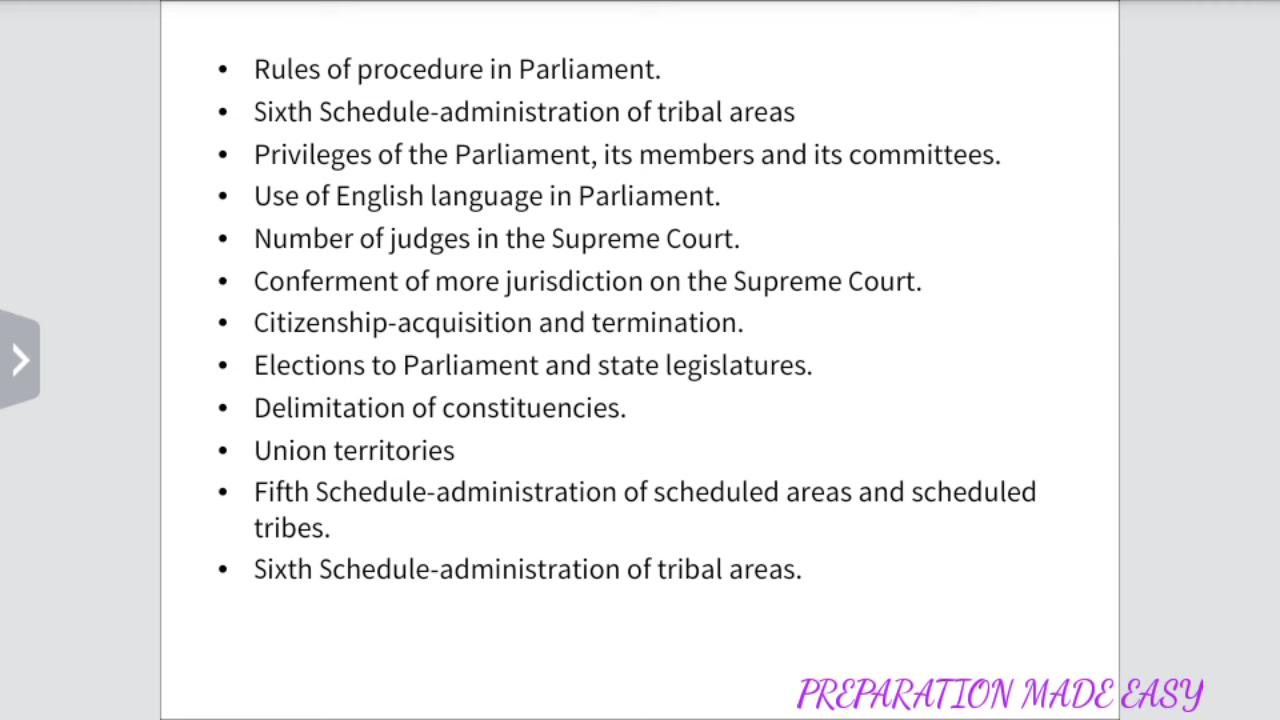 • Rules of procedure in Parliament.
• Sixth Schedule-administration of tribal areas
• Privileges of the Parliament, its members and its committees.
• Use of English language in Parliament.
• Number of judges in the Supreme Court.
• Conferment of more jurisdiction on the Supreme Court.
• Citizenship-acquisition and termination.
• Elections to Parliament and state legislatures.
• Delimitation of constituencies.
• Union territories
• Fifth Schedule-administration of scheduled areas and scheduled
tribes.
• Sixth Schedule-administration of tribal areas.
PREPARATION MADE EASY